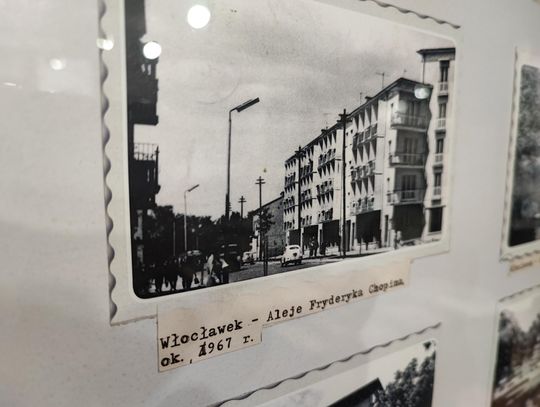 Włocławek - Aleje Fryderyka Chopina
ok. 1967 r.